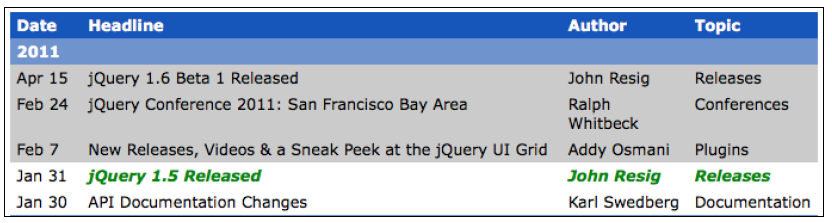 Date Headline Author Topic
2011
Apr 15 jQuery 1.6 Beta 1 Released John Resig Releases
Feb 24 jQuery Conference 2011: San Francisco Bay Area Ralph Whitbeck Conferences
Feb 7 New Releases, Videos & a Sneak Peek at the jQuery UI Grid Addy Osmani Plugins
Jan 31 jQuery 1.5 Released John Resig Releases
Jan 30 API Documentation Changes Karl Swedberg Documentation